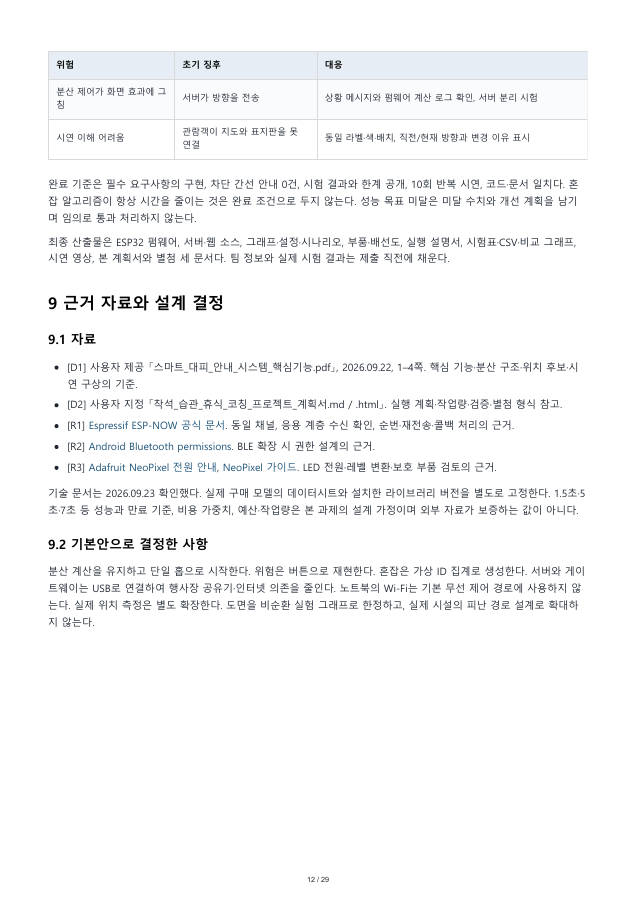 위험 초기 징후 대응
분산 제어가 화면 효과에 그
침
서버가 방향을 전송
상황 메시지와 펌웨어 계산 로그 확인, 서버 분리 시험
시연 이해 어려움
관람객이 지도와 표지판을 못
연결
동일 라벨·색·배치, 직전/현재 방향과 변경 이유 표시
완료 기준은 필수 요구사항의 구현, 차단 간선 안내 0건, 시험 결과와 한계 공개, 10회 반복 시연, 코드·문서 일치다. 혼
잡 알고리즘이 항상 시간을 줄이는 것은 완료 조건으로 두지 않는다. 성능 목표 미달은 미달 수치와 개선 계획을 남기
며 임의로 통과 처리하지 않는다.
최종 산출물은 ESP32 펌웨어, 서버·웹 소스, 그래프·설정·시나리오, 부품·배선도, 실행 설명서, 시험표·CSV·비교 그래프,
시연 영상, 본 계획서와 별첨 세 문서다. 팀 정보와 실제 시험 결과는 제출 직전에 채운다.
9 근거 자료와 설계 결정
9.1 자료
• [D1] 사용자 제공 「스마트_대피_안내_시스템_핵심기능.pdf」, 2026.09.22, 1–4쪽. 핵심 기능·분산 구조·위치 후보·시
연 구상의 기준.
• [D2] 사용자 지정 「착석_습관_휴식_코칭_프로젝트_계획서.md / .html」. 실행 계획·작업량·검증·별첨 형식 참고.
• [R1] Espressif ESP-NOW 공식 문서. 동일 채널, 응용 계층 수신 확인, 순번·재전송·콜백 처리의 근거.
• [R2] Android Bluetooth permissions. BLE 확장 시 권한 설계의 근거.
• [R3] Adafruit NeoPixel 전원 안내, NeoPixel 가이드. LED 전원·레벨 변환·보호 부품 검토의 근거.
기술 문서는 2026.09.23 확인했다. 실제 구매 모델의 데이터시트와 설치한 라이브러리 버전을 별도로 고정한다. 1.5초·5
초·7초 등 성능과 만료 기준, 비용 가중치, 예산·작업량은 본 과제의 설계 가정이며 외부 자료가 보증하는 값이 아니다.
9.2 기본안으로 결정한 사항
분산 계산을 유지하고 단일 홉으로 시작한다. 위험은 버튼으로 재현한다. 혼잡은 가상 ID 집계로 생성한다. 서버와 게이
트웨이는 USB로 연결하여 행사장 공유기·인터넷 의존을 줄인다. 노트북의 Wi-Fi는 기본 무선 제어 경로에 사용하지 않
는다. 실제 위치 측정은 별도 확장한다. 도면을 비순환 실험 그래프로 한정하고, 실제 시설의 피난 경로 설계로 확대하
지 않는다.
12 / 29